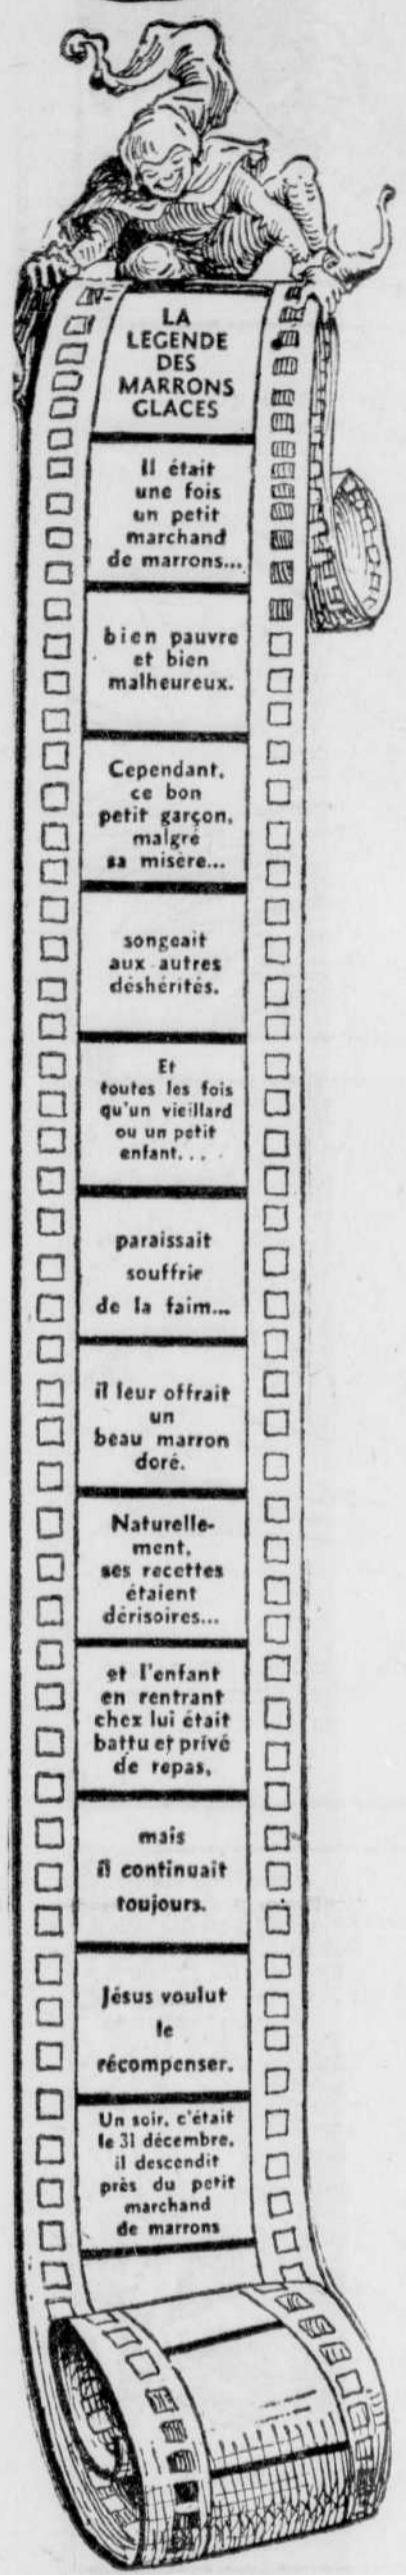 LA
LEGENDE
DES
MARRONS
GLACES
Il était
une fois
un petit
marchand
de marrons...
bien pauvre
et bien
malheureux.
Cependant,
ce bon
petit garçon,
malgré
sa misère...
songeait
aux autres
déshérités.
Et
toutes les fois
qu'un vieillard
ou un petit
enfant...
paraissait
souffrir
de la faim...
il leur offrait
un
beau marron
doré.
Naturelle-
ment,
ses recettes
étaient
dérisoires...
et l'enfant
en rentrant
chez lui était
battu et privé
de repas,
mais
il continuait
toujours.
Jésus voulut
le
récompenser.
Un soir, c'était
le 31 décembre,
il descendit
près du petit
marchand
de marrons